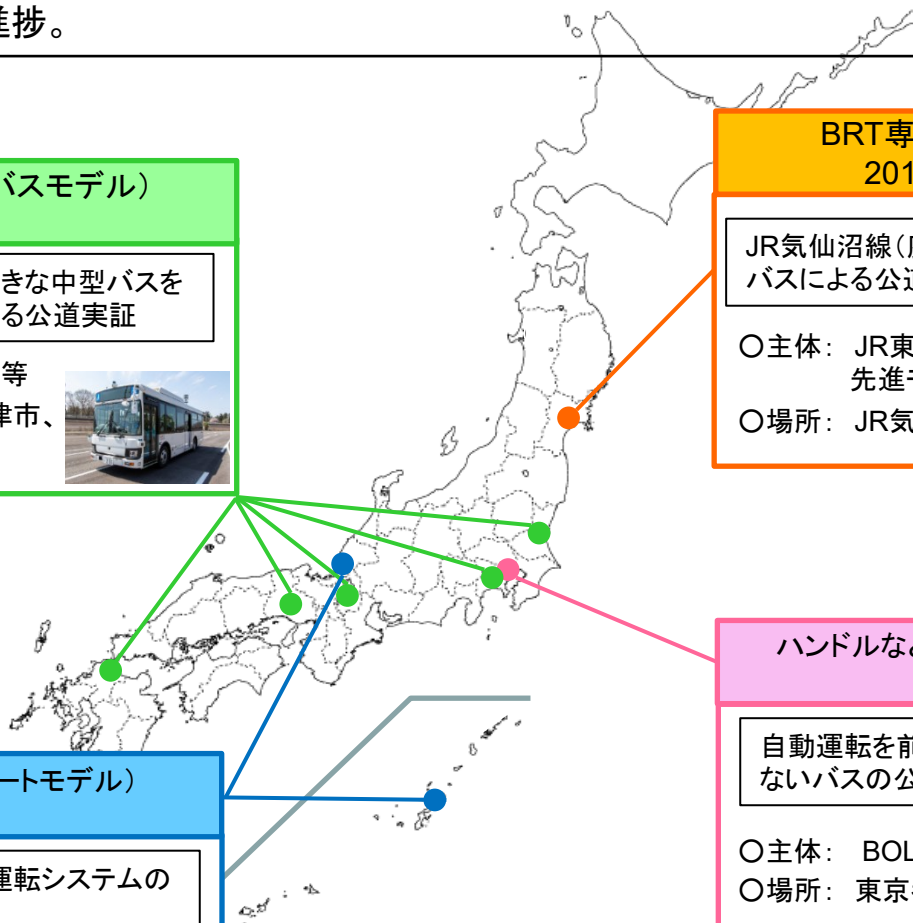 進捗。
バスモデル）
きな中型バスを
る公道実証
等
津市、
BRT専
201
JR気仙沼線（
バスによる公道
〇主体： JR東
先進モ
〇場所： JR気
ハンドルな
自動運転を前
ないバスの公
〇主体： BOL
〇場所： 東京
ートモデル）
運転システムの